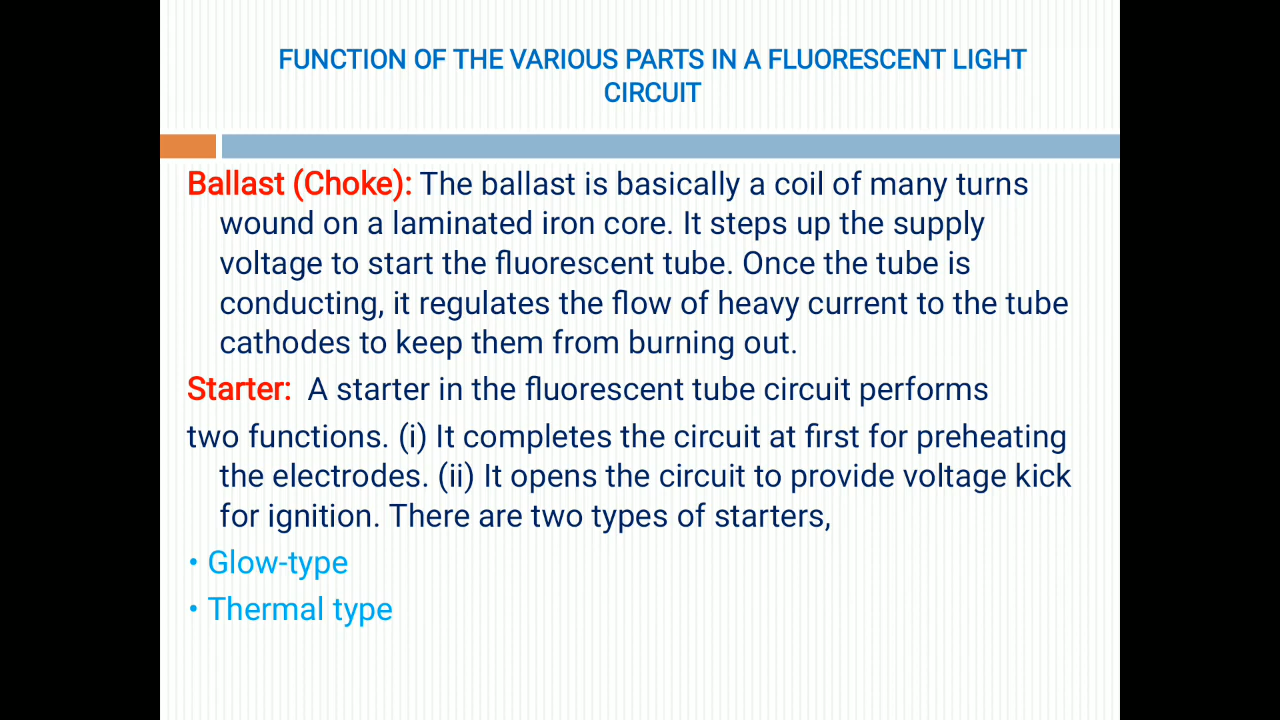 FUNCTION OF THE VARIOUS PARTS IN A FLUORESCENT LIGHT
CIRCUIT
Ballast (Choke): The ballast is basically a coil of many turns
wound on a laminated iron core. It steps up the supply
voltage to start the fluorescent tube. Once the tube is
conducting, it regulates the flow of heavy current to the tube
cathodes to keep them from burning out.
Starter: A starter in the fluorescent tube circuit performs
two functions. (i) It completes the circuit at first for preheating
the electrodes. (ii) It opens the circuit to provide voltage kick
for ignition. There are two types of starters,
• Glow-type
• Thermal type